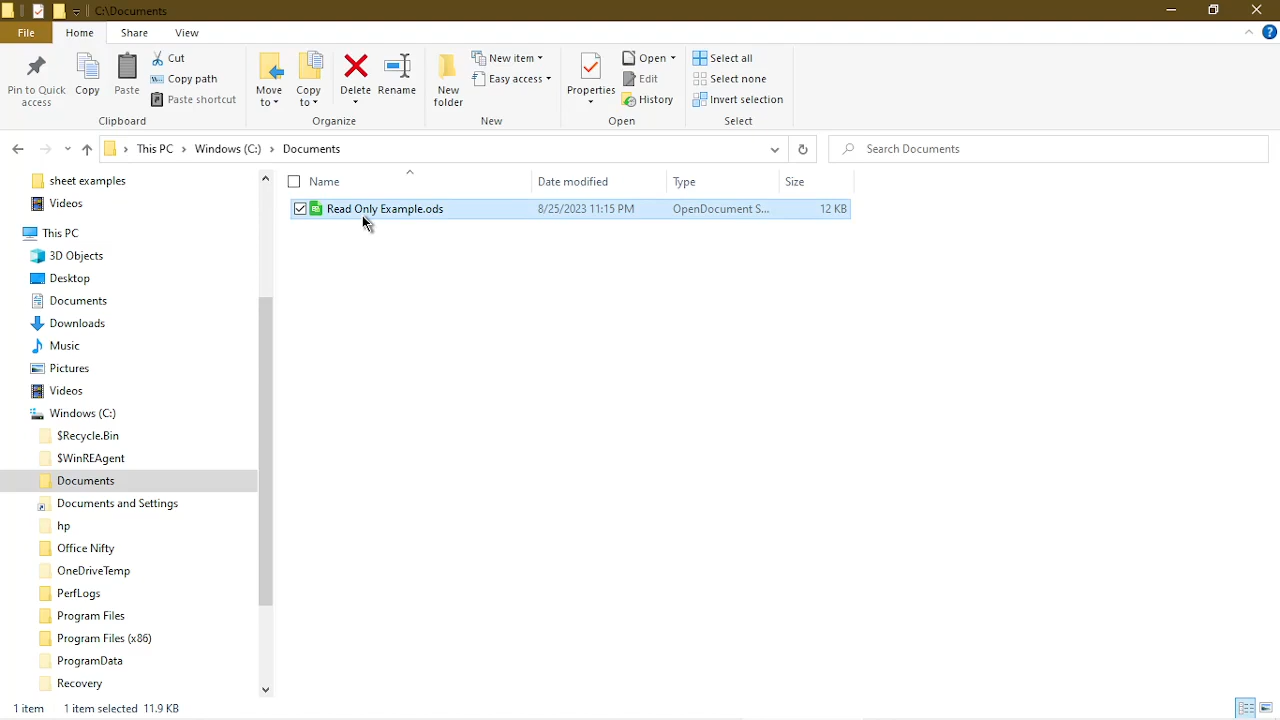 C:\Documents
File Home Share View
Pin to Quick access
Copy
Paste
Cut
Copy path
Paste shortcut
Clipboard
Move to
Copy to
Delete
Rename
Organize
New folder
New item
Easy access
New
Properties
Open
Edit
History
Open
Select all
Select none
Invert selection
Select
This PC Windows (C:) Documents
Search Documents
sheet examples
Videos
This PC
3D Objects
Desktop
Documents
Downloads
Music
Pictures
Videos
Windows (C:)
$Recycle.Bin
$WinREAgent
Documents
Documents and Settings
hp
Office Nifty
OneDriveTemp
PerfLogs
Program Files
Program Files (x86)
ProgramData
Recovery
Name Date modified Type Size
Read Only Example.ods 8/25/2023 11:15 PM OpenDocument S... 12 KB
1 item 1 item selected 11.9 KB